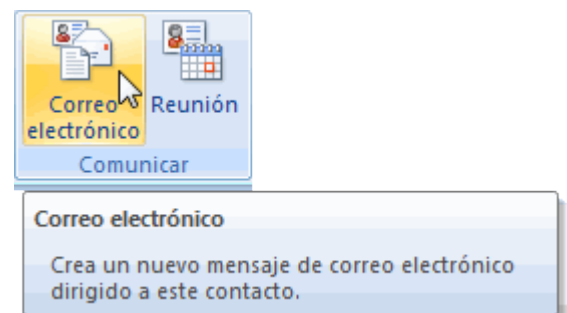 Correo
electrónico
Reunión
Comunicar
Correo electrónico
Crea un nuevo mensaje de correo electrónico
dirigido a este contacto.